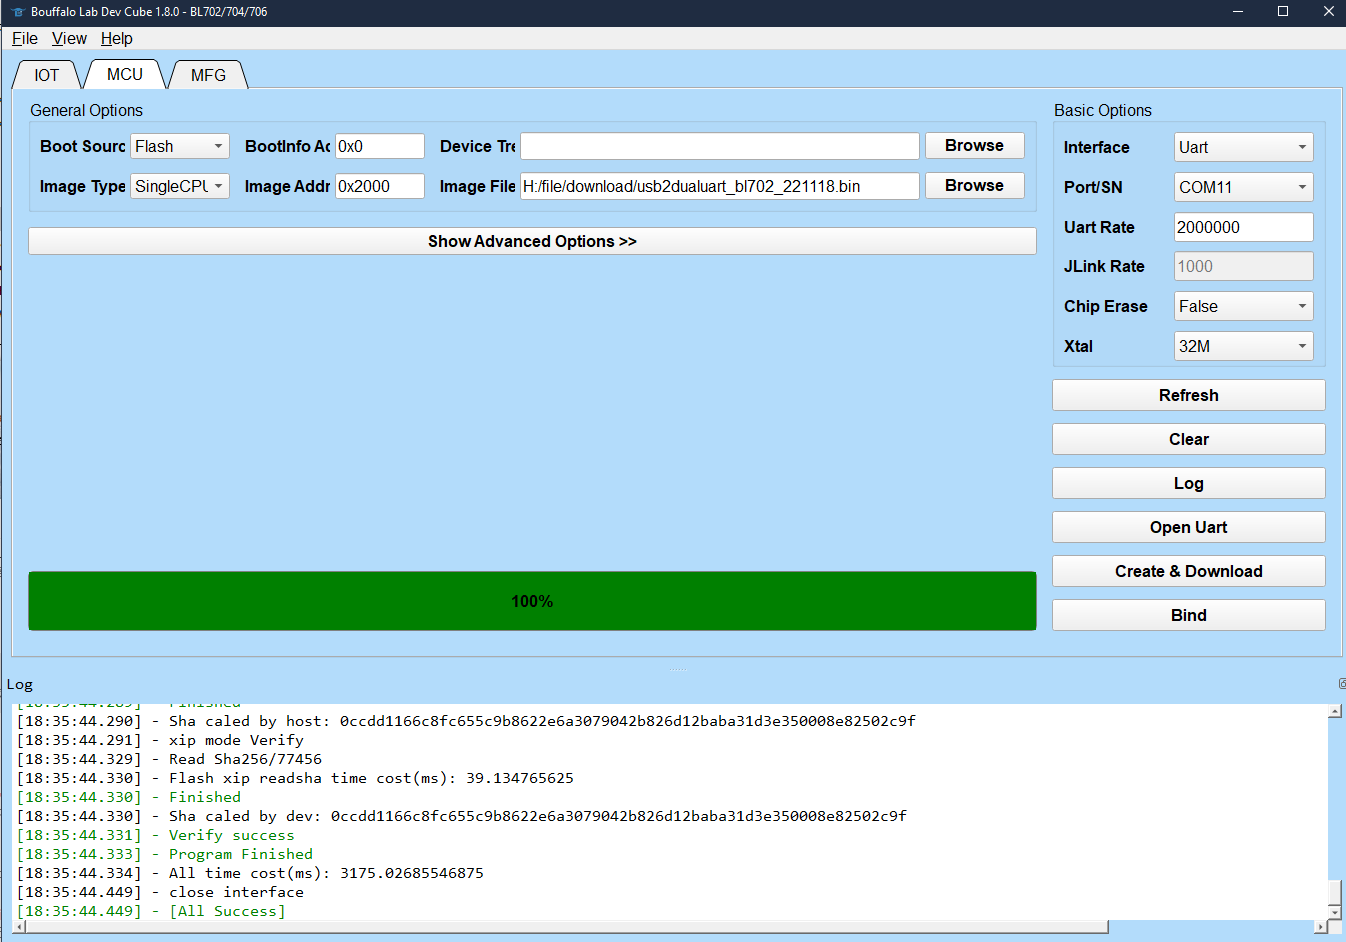 Bouffalo Lab Dev Cube 1.8.0 - BL702/704/706
File View Help
IOT MCU MFG
General Options
Boot Sourc Flash BootInfo Ac 0x0 Device Tre Browse
Image Type SingleCPU Image Addr 0x2000 Image File H:/file/download/usb2dualuart_bl702_221118.bin Browse
Show Advanced Options >>
100%
Basic Options
Interface Uart
Port/SN COM11
Uart Rate 2000000
JLink Rate 1000
Chip Erase False
Xtal 32M
Refresh
Clear
Log
Open Uart
Create & Download
Bind
Log
[18:35:44.289] - Finished
[18:35:44.290] - Sha caled by host: 0ccdd1166c8fc655c9b8622e6a3079042b826d12baba31d3e350008e82502c9f
[18:35:44.291] - xip mode Verify
[18:35:44.329] - Read Sha256/77456
[18:35:44.330] - Flash xip readsha time cost(ms): 39.134765625
[18:35:44.330] - Finished
[18:35:44.330] - Sha caled by dev: 0ccdd1166c8fc655c9b8622e6a3079042b826d12baba31d3e350008e82502c9f
[18:35:44.331] - Verify success
[18:35:44.333] - Program Finished
[18:35:44.334] - All time cost(ms): 3175.02685546875
[18:35:44.449] - close interface
[18:35:44.449] - [All Success]